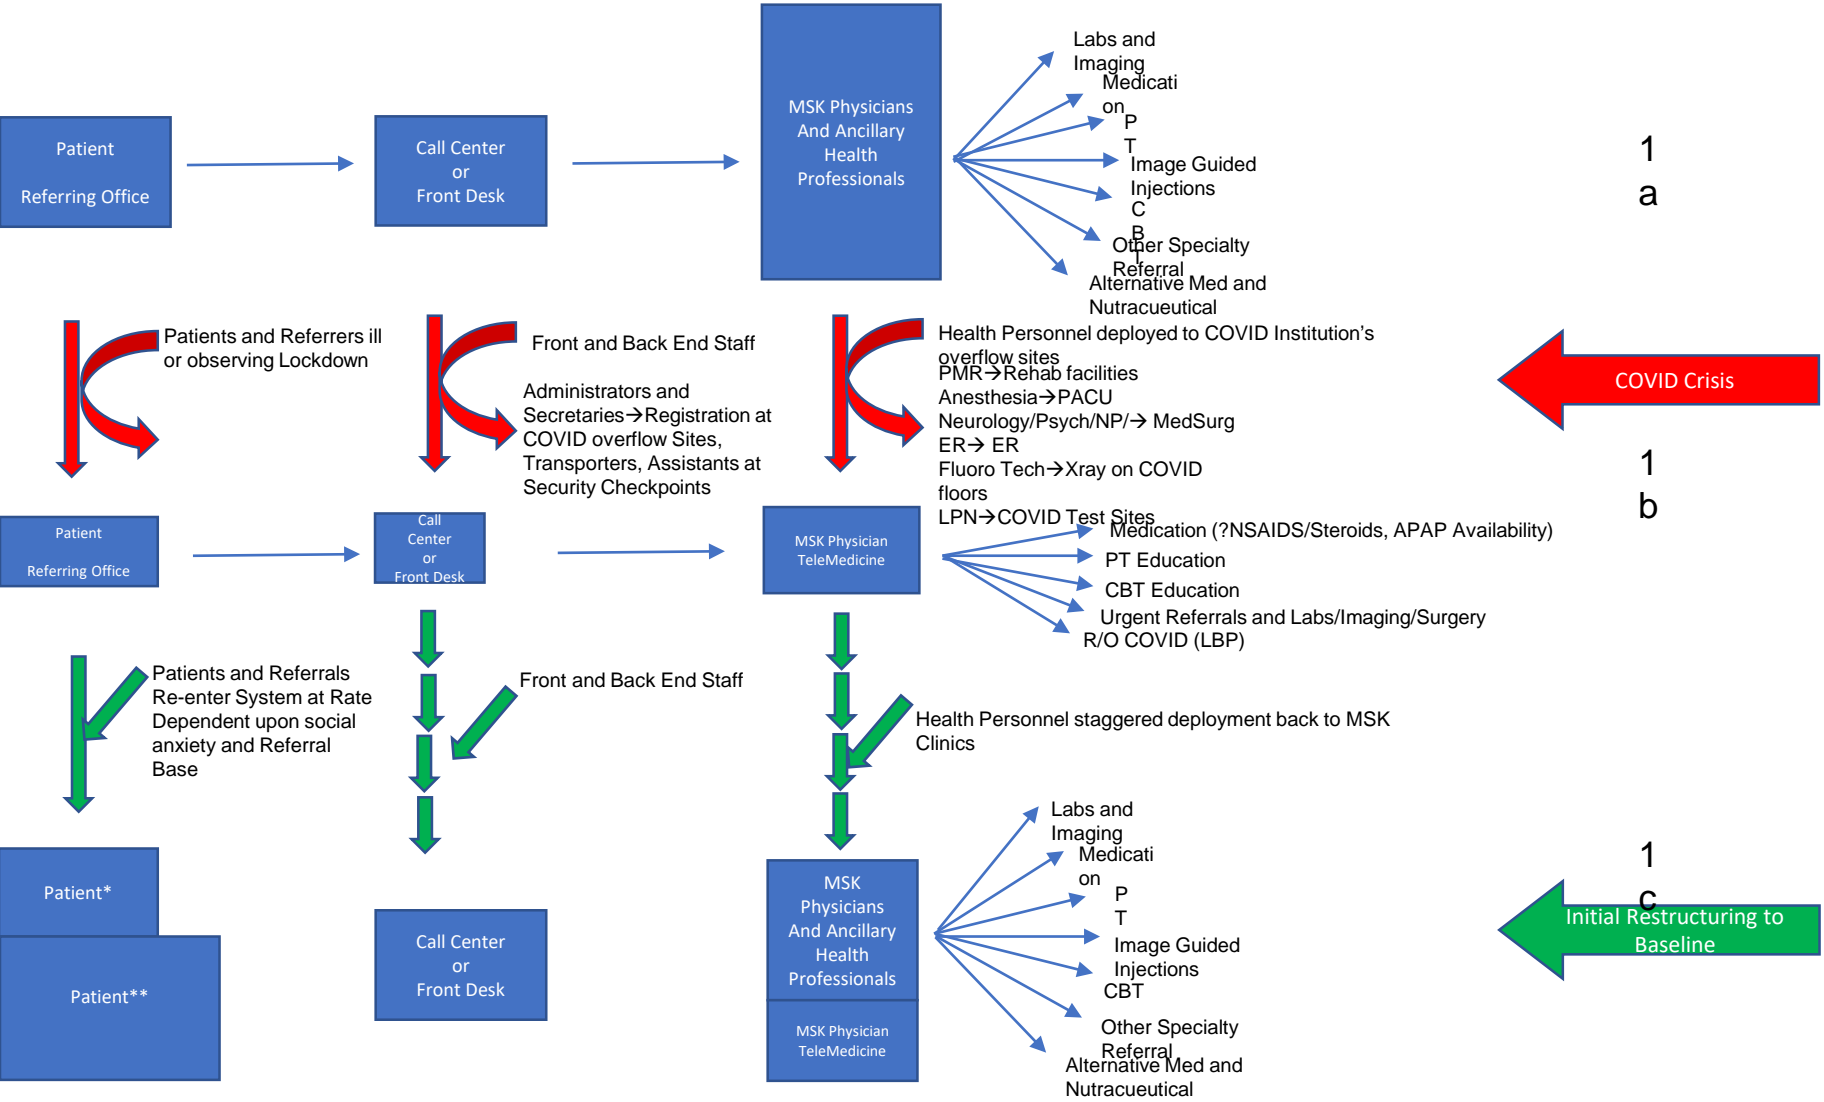 Patient
Referring Office
Call Center
or
Front Desk
MSK Physicians
And Ancillary
Health
Professionals
Labs and
Imaging
Medicati
on
P
T
Image Guided
Injections
C
B
T
Other Specialty
Referral
Alternative Med and
Nutracueutical
1
a
Patients and Referrers ill
or observing Lockdown
Front and Back End Staff
Administrators and
Secretaries→Registration at
COVID overflow Sites,
Transporters, Assistants at
Security Checkpoints
Health Personnel deployed to COVID Institution's
overflow sites
PMR→Rehab facilities
Anesthesia→PACU
Neurology/Psych/NP/→ MedSurg
ER→ ER
Fluoro Tech→Xray on COVID
floors
LPN→COVID Test Sites
COVID Crisis
1
b
Patient
Referring Office
Call
Center
or
Front Desk
MSK Physician
TeleMedicine
Medication (?NSAIDS/Steroids, APAP Availability)
PT Education
CBT Education
Urgent Referrals and Labs/Imaging/Surgery
R/O COVID (LBP)
Patients and Referrals
Re-enter System at Rate
Dependent upon social
anxiety and Referral
Base
Front and Back End Staff
Health Personnel staggered deployment back to MSK
Clinics
Patient*
Patient**
Call Center
or
Front Desk
MSK
Physicians
And Ancillary
Health
Professionals
MSK Physician
TeleMedicine
Labs and
Imaging
Medicati
on
P
T
Image Guided
Injections
CBT
Other Specialty
Referral
Alternative Med and
Nutracueutical
1
c
Initial Restructuring to
Baseline